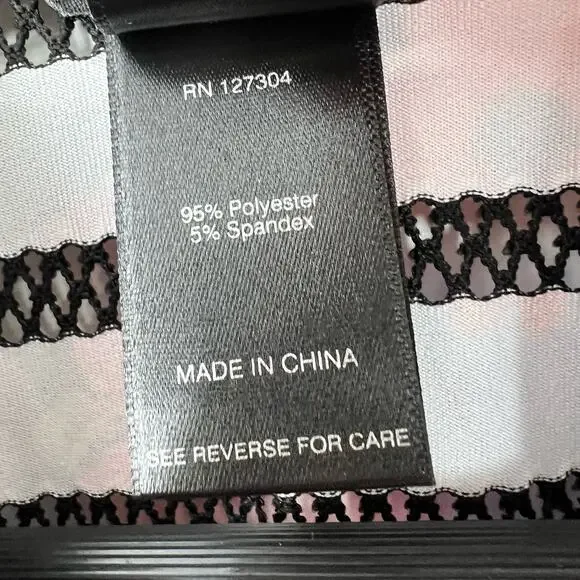 RN 127304
95% Polyester
5% Spandex
MADE IN CHINA
SEE REVERSE FOR CARE